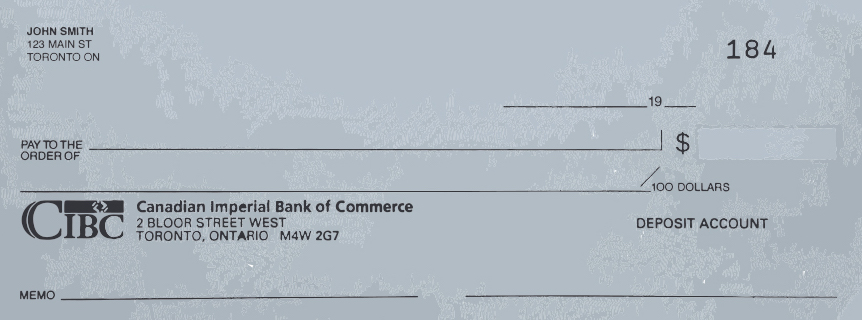 JOHN SMITH
123 MAIN ST
TORONTO ON
184
19
PAY TO THE
ORDER OF
$
/100 DOLLARS
CIBC
Canadian Imperial Bank of Commerce
2 BLOOR STREET WEST
TORONTO, ONTARIO M4W 2G7
DEPOSIT ACCOUNT
MEMO